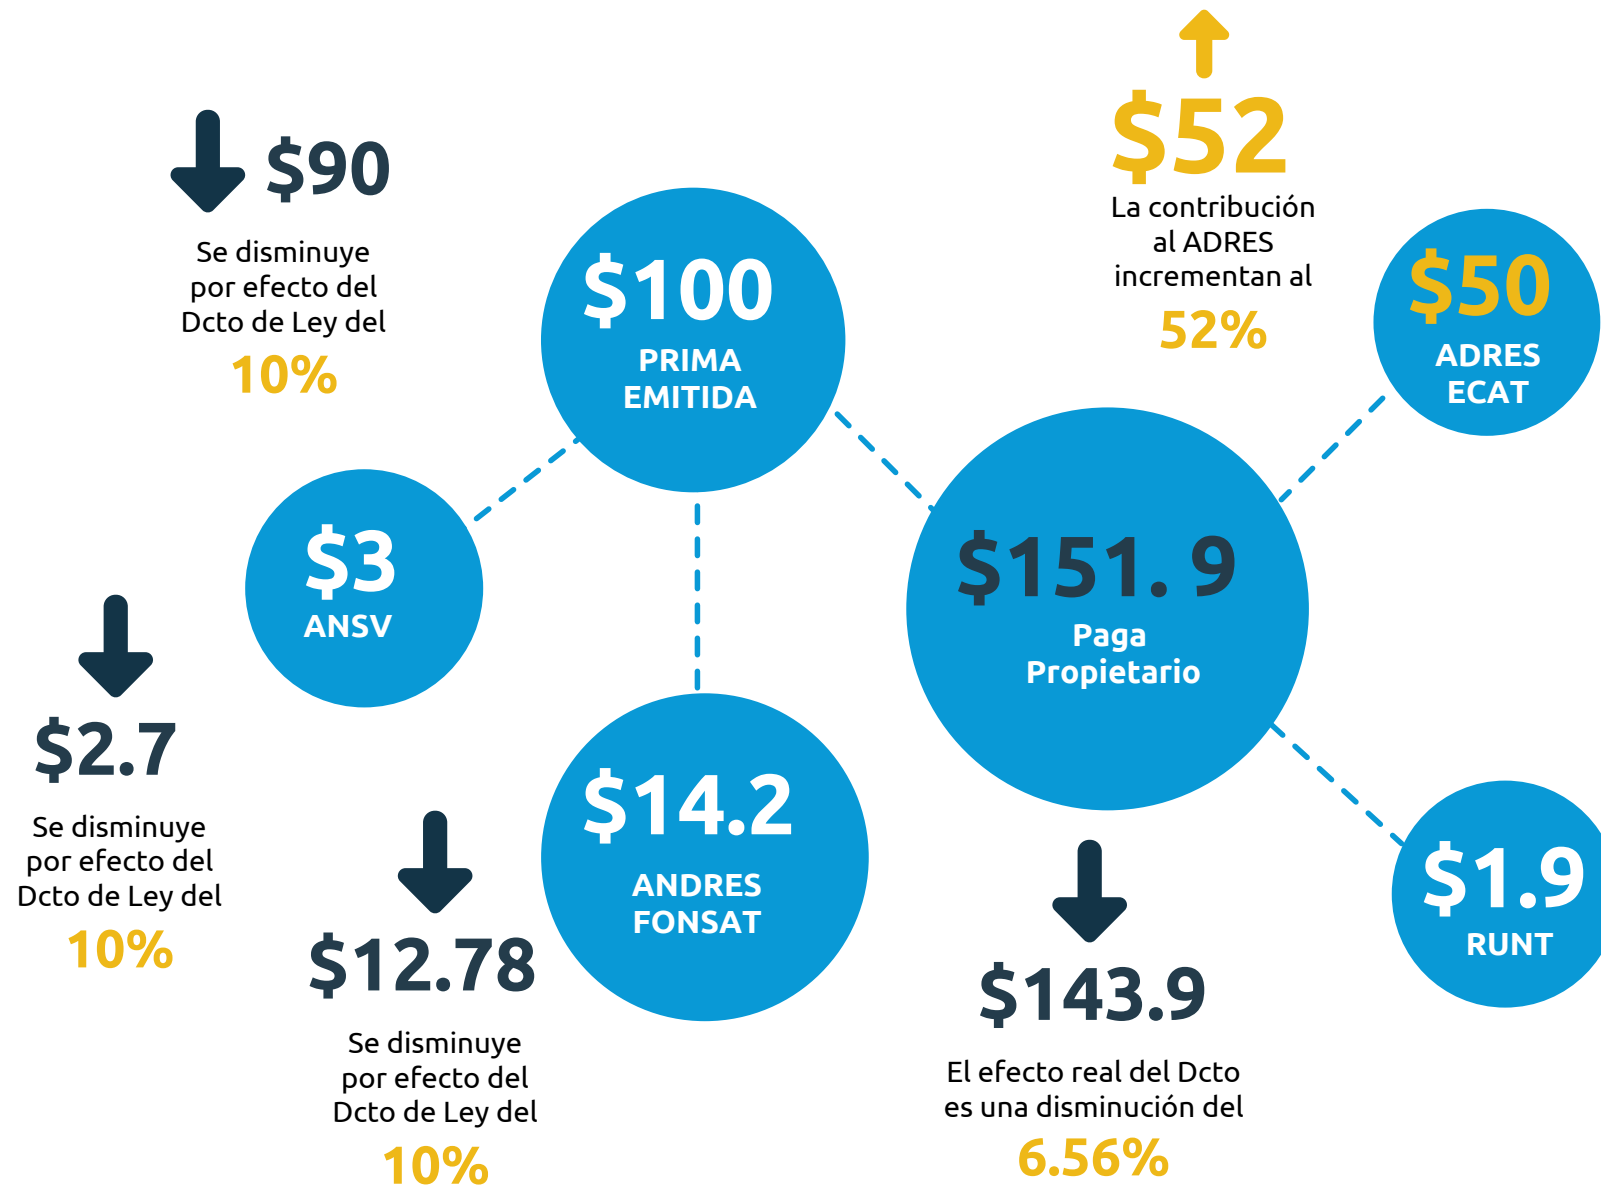 $90
Se disminuye
por efecto del
Dcto de Ley del
10%
$100
PRIMA
EMITIDA
$52
La contribución
al ADRES
incrementan al
52%
$50
ADRES
ECAT
$3
ANSV
$151. 9
Paga
Propietario
$2.7
Se disminuye
por efecto del
Dcto de Ley del
10%
$14.2
ANDRES
FONSAT
$12.78
Se disminuye
por efecto del
Dcto de Ley del
10%
$143.9
El efecto real del Dcto
es una disminución del
6.56%
$1.9
RUNT